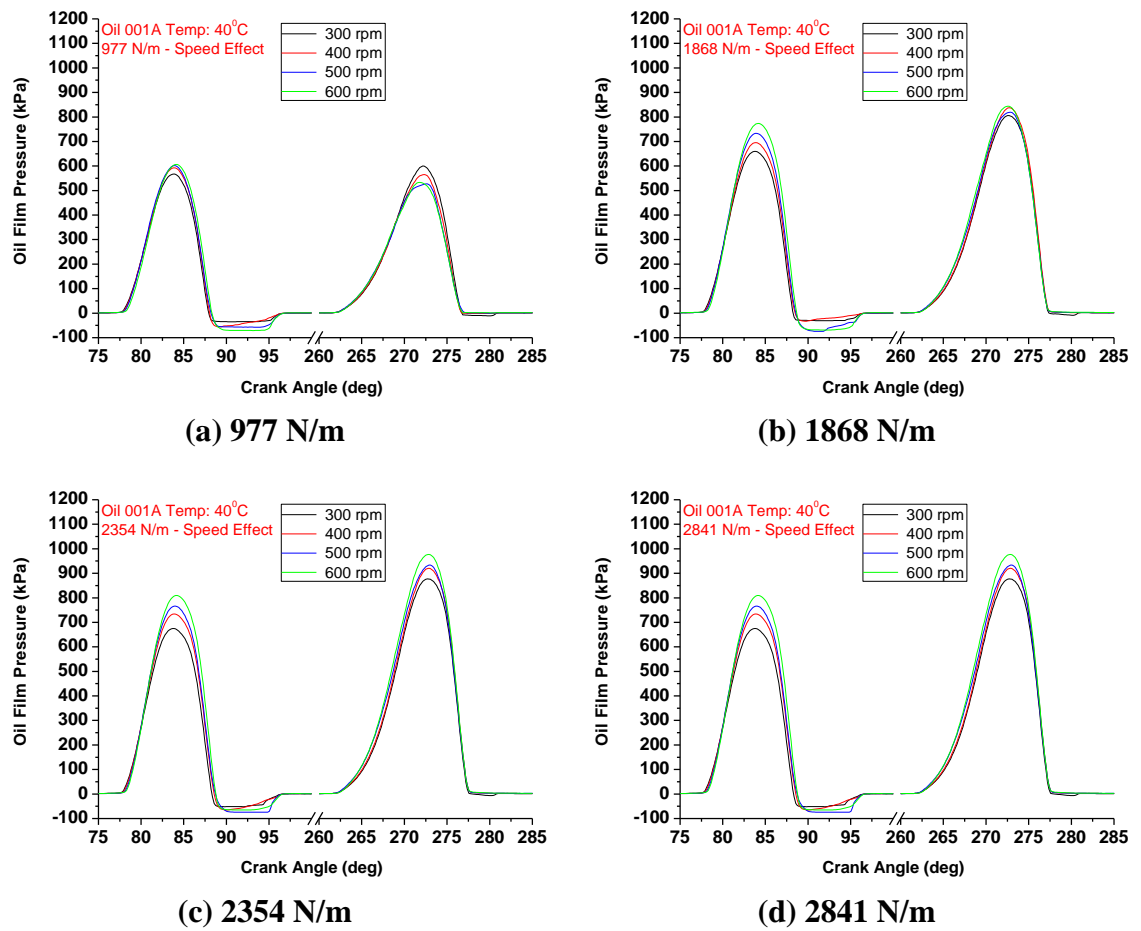 Oil 001A Temp: 40°C
977 N/m - Speed Effect
300 rpm
400 rpm
500 rpm
600 rpm
Oil Film Pressure (kPa)
1200
1100
1000
900
800
700
600
500
400
300
200
100
0
-100
75 80 85 90 95 260 265 270 275 280 285
Crank Angle (deg)
(a) 977 N/m
Oil 001A Temp: 40°C
1868 N/m - Speed Effect
300 rpm
400 rpm
500 rpm
600 rpm
Oil Film Pressure (kPa)
1200
1100
1000
900
800
700
600
500
400
300
200
100
0
-100
75 80 85 90 95 260 265 270 275 280 285
Crank Angle (deg)
(b) 1868 N/m
Oil 001A Temp: 40°C
2354 N/m - Speed Effect
300 rpm
400 rpm
500 rpm
600 rpm
Oil Film Pressure (kPa)
1200
1100
1000
900
800
700
600
500
400
300
200
100
0
-100
75 80 85 90 95 260 265 270 275 280 285
Crank Angle (deg)
(c) 2354 N/m
Oil 001A Temp: 40°C
2841 N/m - Speed Effect
300 rpm
400 rpm
500 rpm
600 rpm
Oil Film Pressure (kPa)
1200
1100
1000
900
800
700
600
500
400
300
200
100
0
-100
75 80 85 90 95 260 265 270 275 280 285
Crank Angle (deg)
(d) 2841 N/m